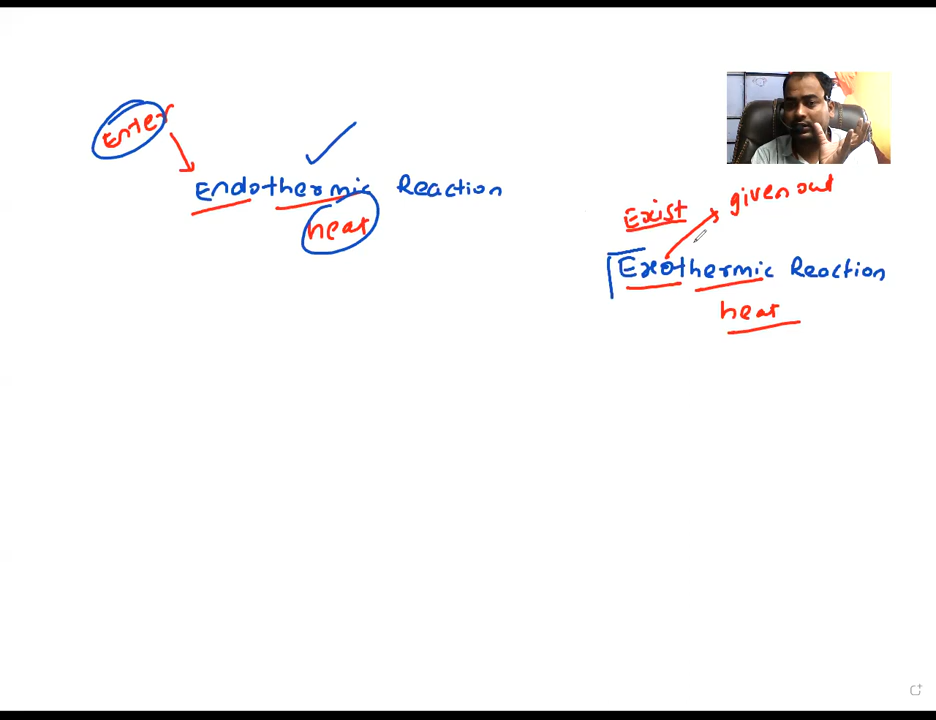 Enter
Endothermic Reaction
heat
Exist
given out
Exothermic Reaction
heat